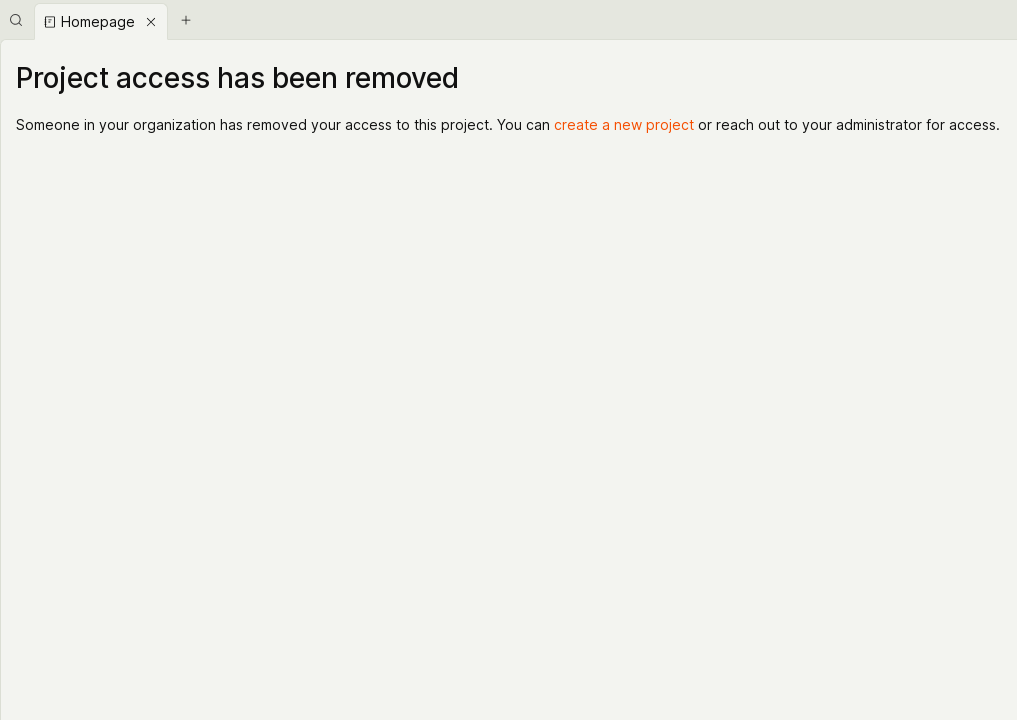 Homepage
Project access has been removed
Someone in your organization has removed your access to this project. You can create a new project or reach out to your administrator for access.